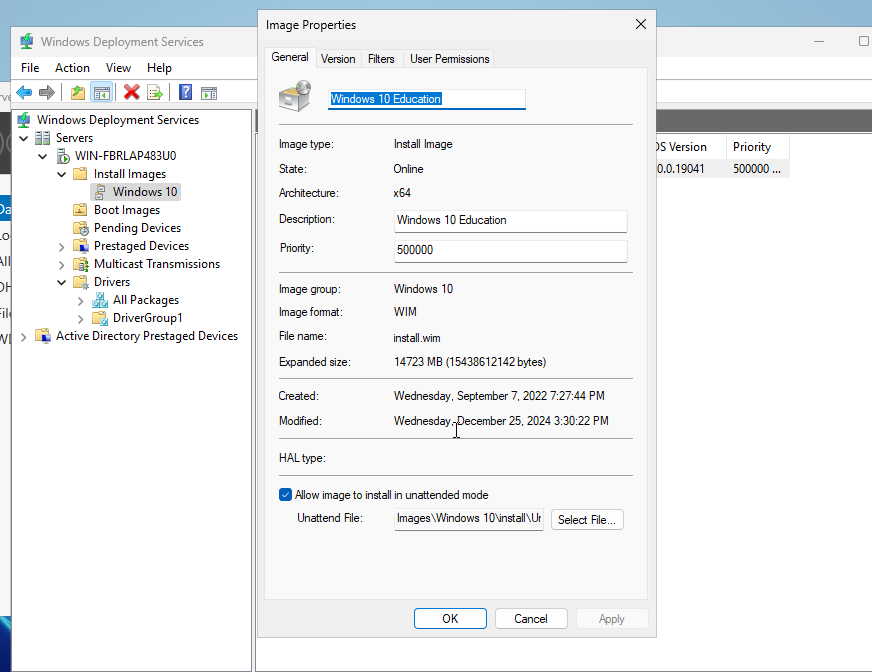 Windows Deployment Services
File Action View Help
Windows Deployment Services
Servers
WIN-FBRLAP483U0
Install Images
Windows 10
Boot Images
Pending Devices
Prestaged Devices
Multicast Transmissions
Drivers
All Packages
DriverGroup1
Active Directory Prestaged Devices
Image Properties
General Version Filters User Permissions
Windows 10 Education
Image type: Install Image
State: Online
Architecture: x64
Description: Windows 10 Education
Priority: 500000
Image group: Windows 10
Image format: WIM
File name: install.wim
Expanded size: 14723 MB (15438612142 bytes)
Created: Wednesday, September 7, 2022 7:27:44 PM
Modified: Wednesday, December 25, 2024 3:30:22 PM
HAL type:
Allow image to install in unattended mode
Unattend File: Images\Windows 10\install\Ur Select File...
OK Cancel Apply
OS Version Priority
0.0.19041 500000 ...